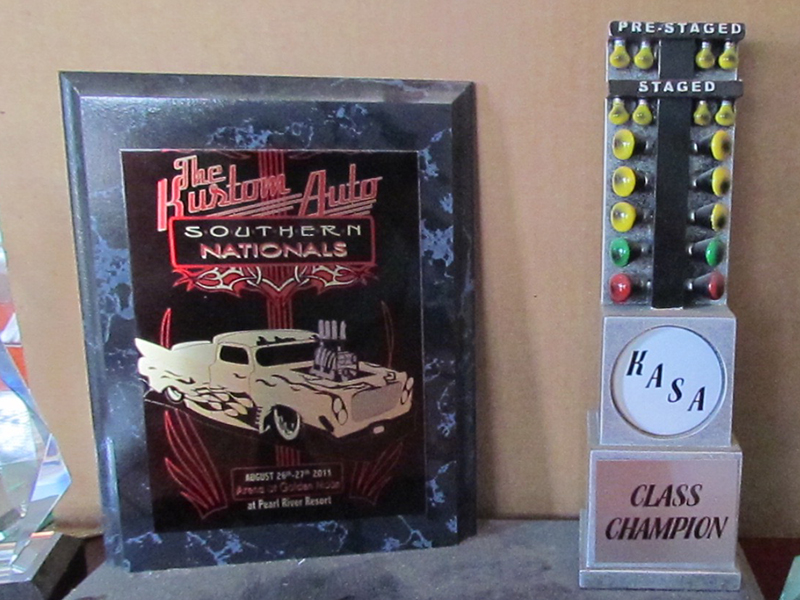 The
Kustom Auto
SOUTHERN
NATIONALS
AUGUST 26th-27th 2011
Arena at Golden Moon
at Pearl River Resort
PRE-STAGED
STAGED
KASA
CLASS
CHAMPION